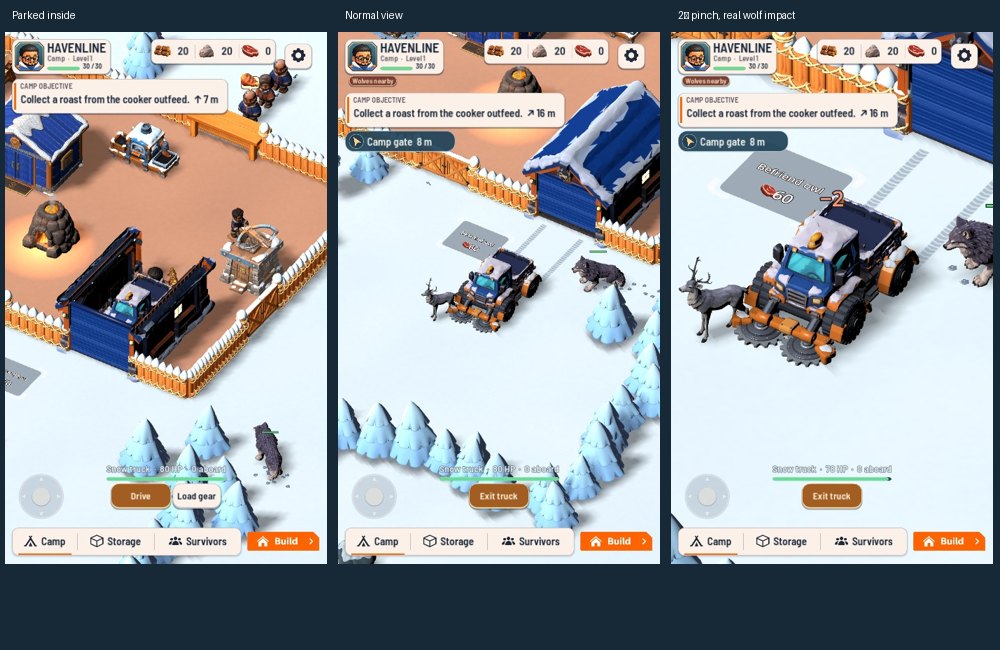 Parked inside
HAVENLINE
Camp · Level 1
30 / 30
20
20
0
CAMP OBJECTIVE
Collect a roast from the cooker outfeed. ↑ 7 m
Snow truck · 80 HP · 0 aboard
Drive
Load gear
Camp
Storage
Survivors
Build
Normal view
HAVENLINE
Camp · Level 1
30 / 30
20
20
0
Wolves nearby
CAMP OBJECTIVE
Collect a roast from the cooker outfeed. ↗ 16 m
Camp gate 8 m
Snow truck · 80 HP · 0 aboard
Exit truck
Camp
Storage
Survivors
Build
2□ pinch, real wolf impact
HAVENLINE
Camp · Level 1
30 / 30
20
20
0
Wolves nearby
CAMP OBJECTIVE
Collect a roast from the cooker outfeed. ↗ 16 m
Camp gate 8 m
Befriend owl
60
−2
Snow truck · 78 HP · 0 aboard
Exit truck
Camp
Storage
Survivors
Build